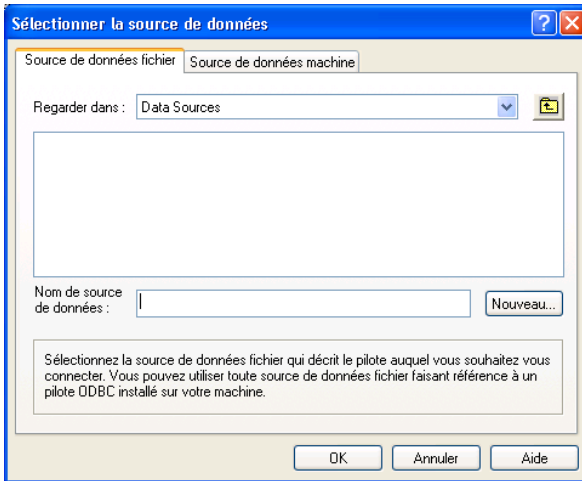 Sélectionner la source de données
Source de données fichier
Source de données machine
Regarder dans :
Data Sources
Nom de source
de données :
Nouveau...
Sélectionnez la source de données fichier qui décrit le pilote auquel vous souhaitez vous
connecter. Vous pouvez utiliser toute source de données fichier faisant référence à un
pilote ODBC installé sur votre machine.
OK
Annuler
Aide